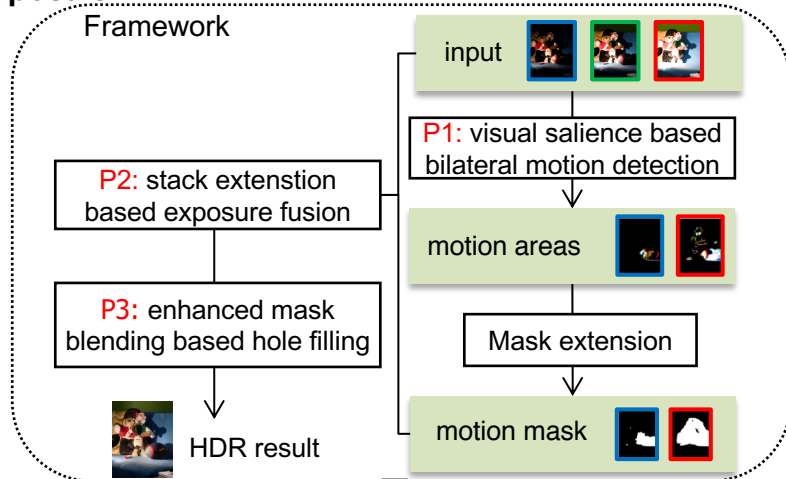 Framework
input
P1: visual salience based
bilateral motion detection
P2: stack extenstion
based exposure fusion
motion areas
P3: enhanced mask
blending based hole filling
Mask extension
HDR result
motion mask